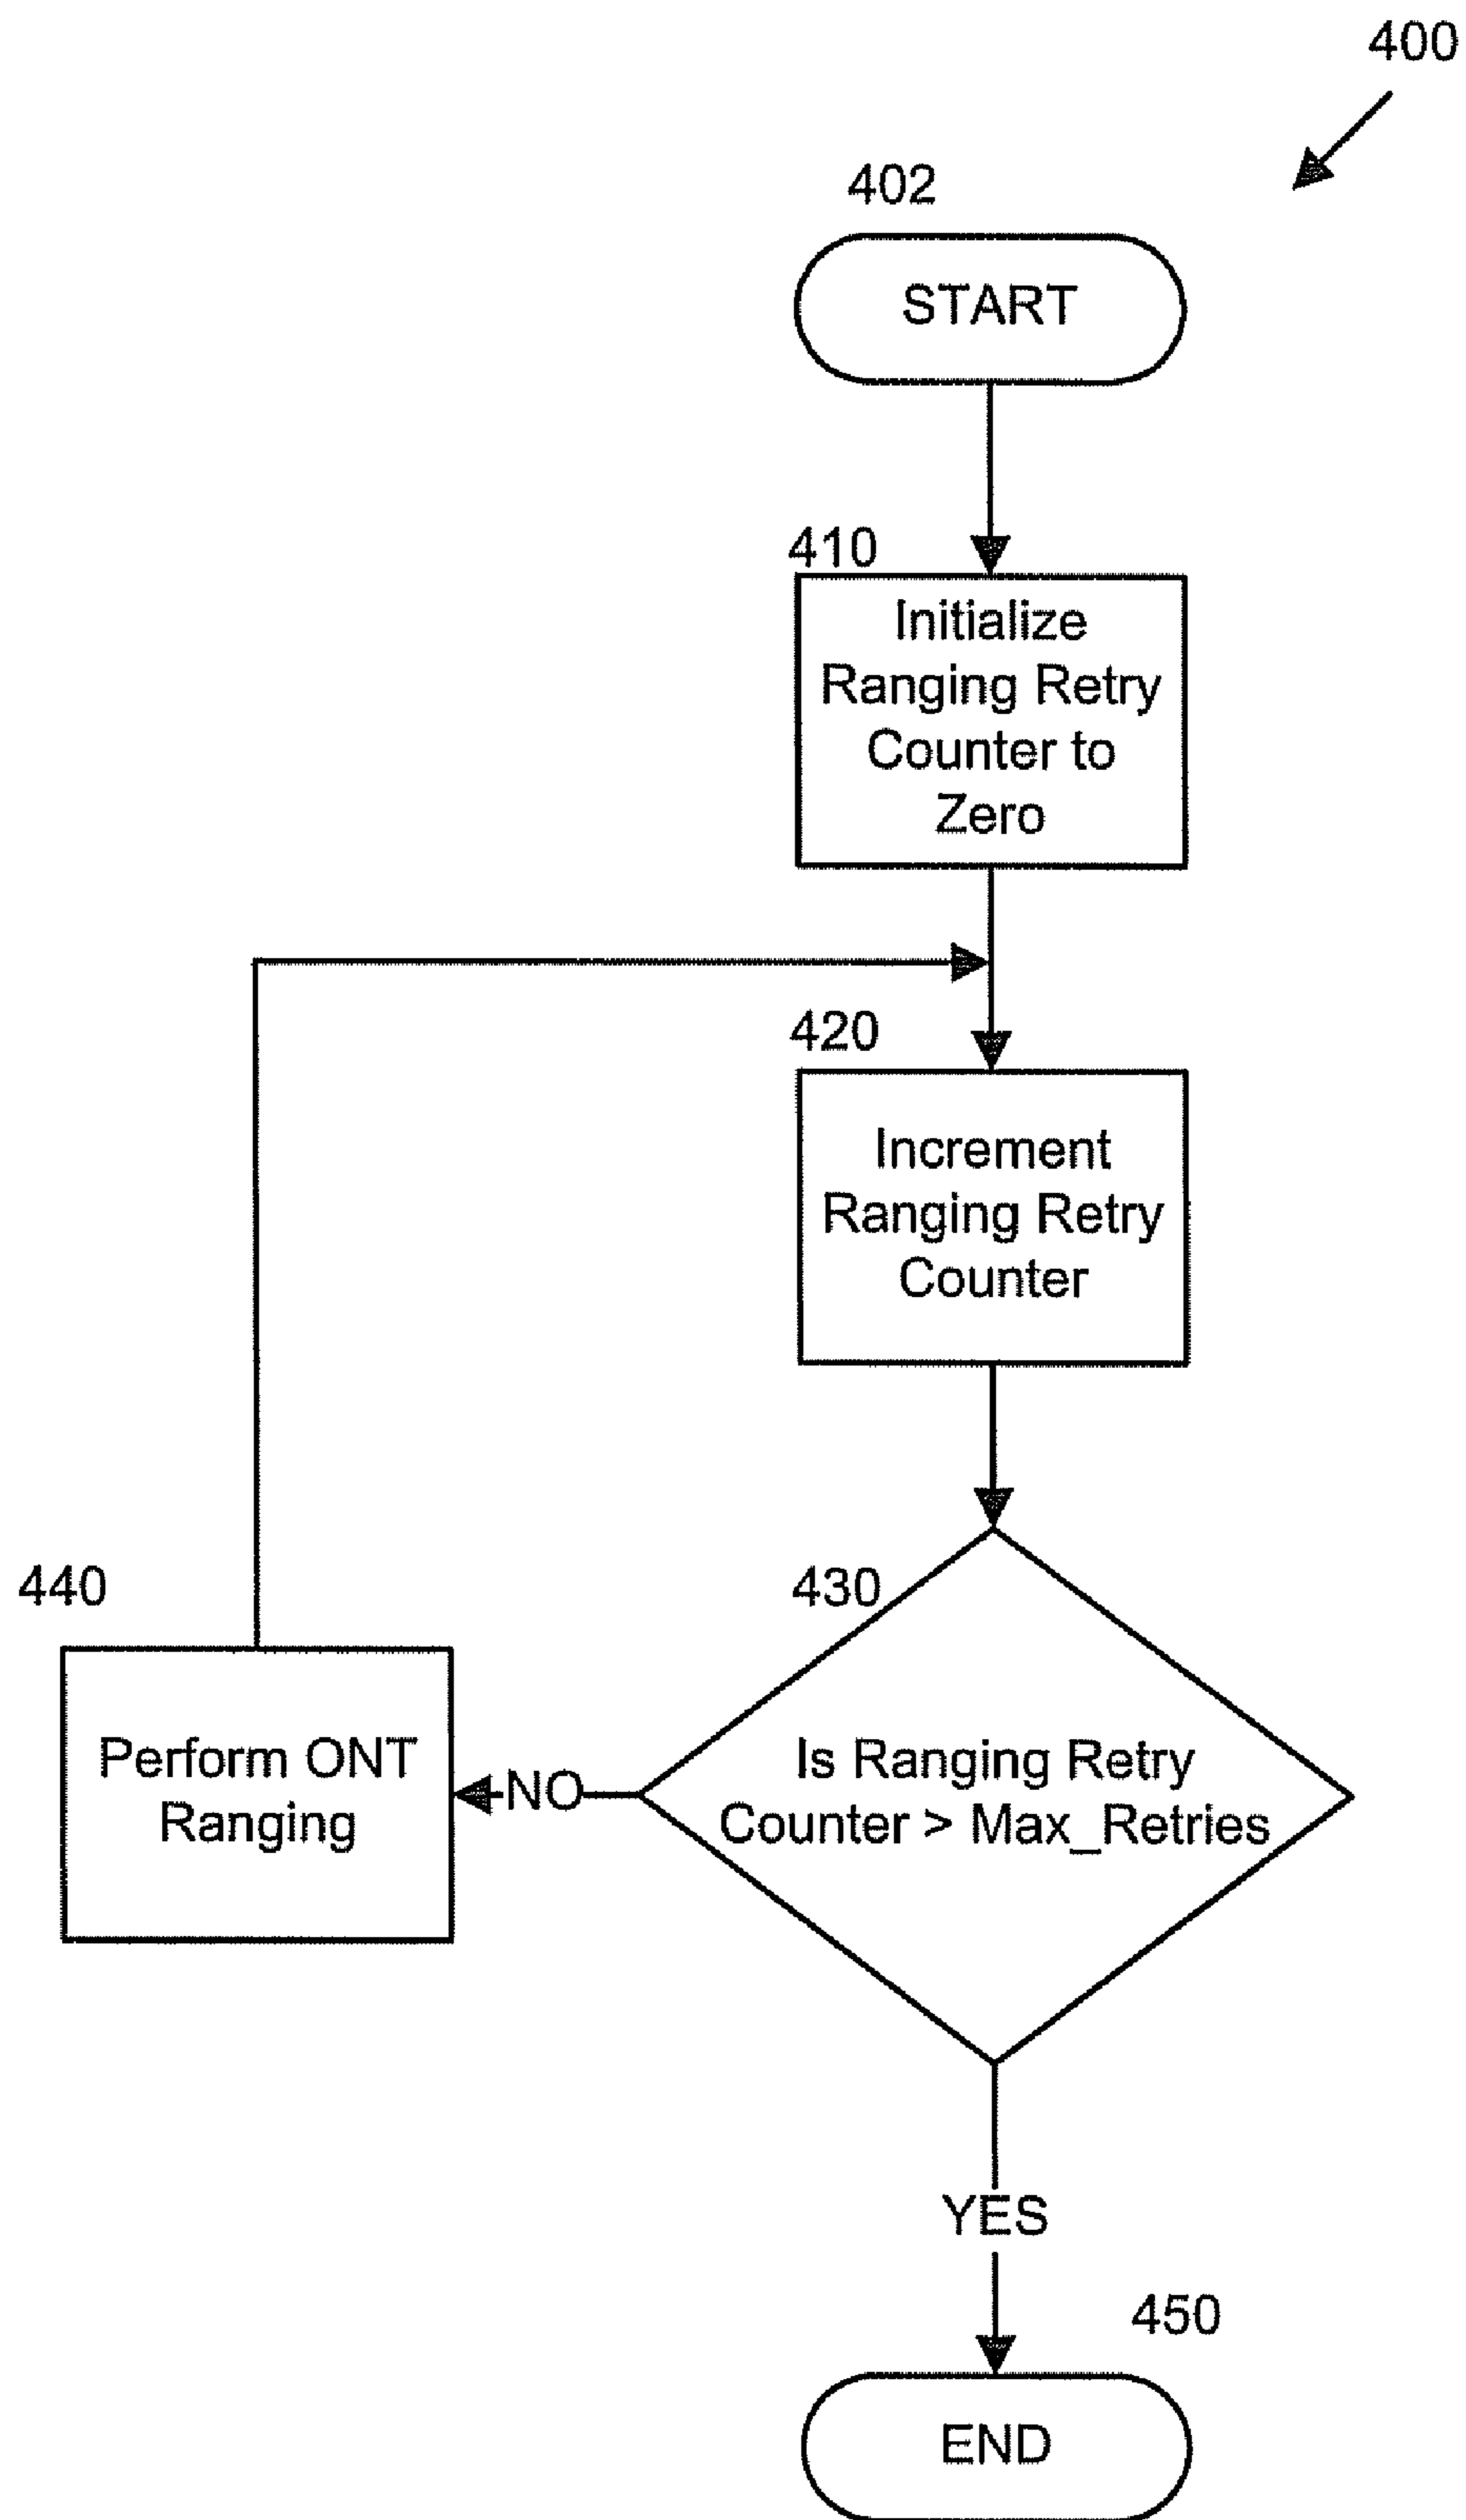 400
402
START
410
Initialize
Ranging Retry
Counter to
Zero
420
Increment
Ranging Retry
Counter
430
Is Ranging Retry
Counter > Max_Retries
NO
440
Perform ONT
Ranging
YES
450
END